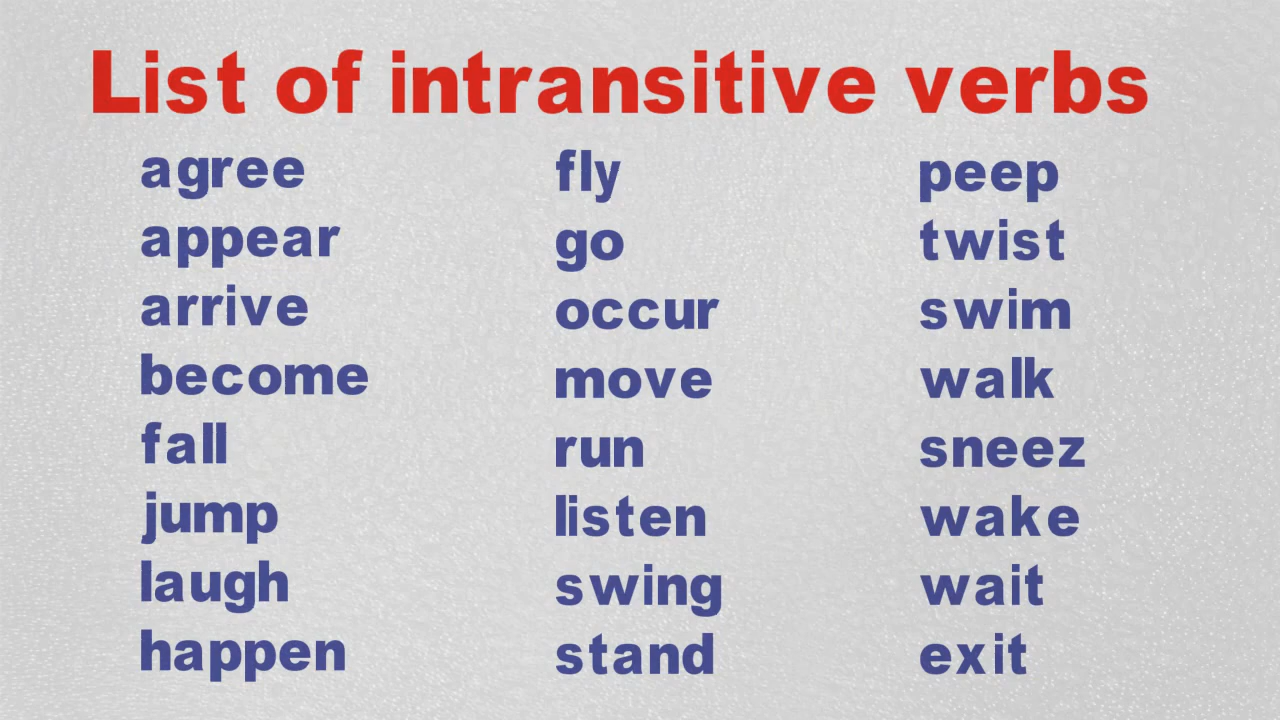 List of intransitive verbs
agree
appear
arrive
become
fall
jump
laugh
happen
fly
go
occur
move
run
listen
swing
stand
peep
twist
swim
walk
sneez
wake
wait
exit